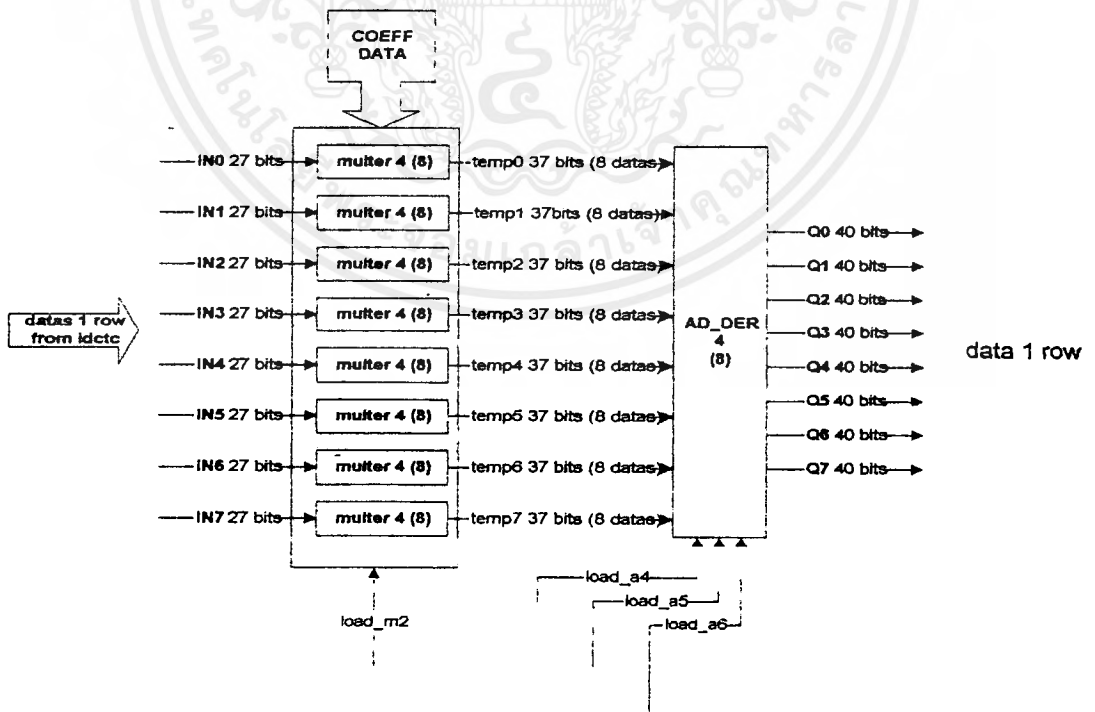 COEFF
DATA
IN0 27 bits
multer 4 (8)
temp0 37 bits (8 datas)
IN1 27 bits
multer 4 (8)
temp1 37bits (8 datas)
Q0 40 bits
IN2 27 bits
multer 4 (8)
temp2 37 bits (8 datas)
Q1 40 bits
datas 1 row
from idctc
IN3 27 bits
multer 4 (8)
temp3 37 bits (8 datas)
AD_DER
4
(8)
Q2 40 bits
Q3 40 bits
data 1 row
IN4 27 bits
multer 4 (8)
temp4 37 bits (8 datas)
Q4 40 bits
IN5 27 bits
multer 4 (8)
temp5 37 bits (8 datas)
Q5 40 bits
Q6 40 bits
IN6 27 bits
multer 4 (8)
temp6 37 bits (8 datas)
Q7 40 bits
IN7 27 bits
multer 4 (8)
temp7 37 bits (8 datas)
load_a4
load_a5
load_m2
load_a6